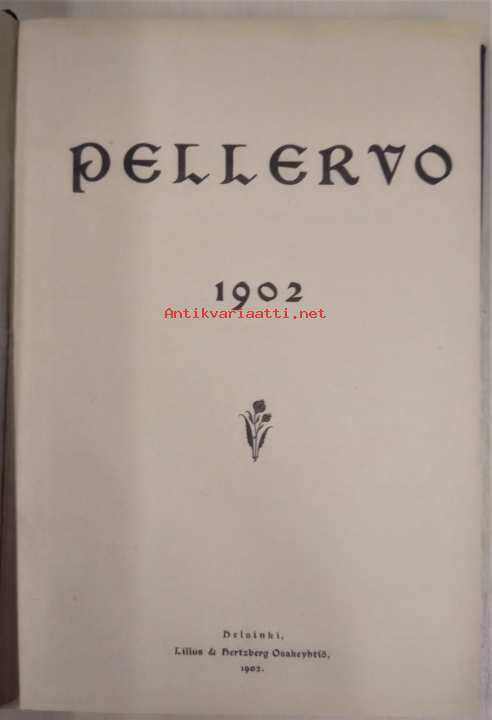 PELLERVO
1902
Antikvariaatti.net
Helsinki,
Lilius & Hertzberg Osakeyhtiö,
1902.